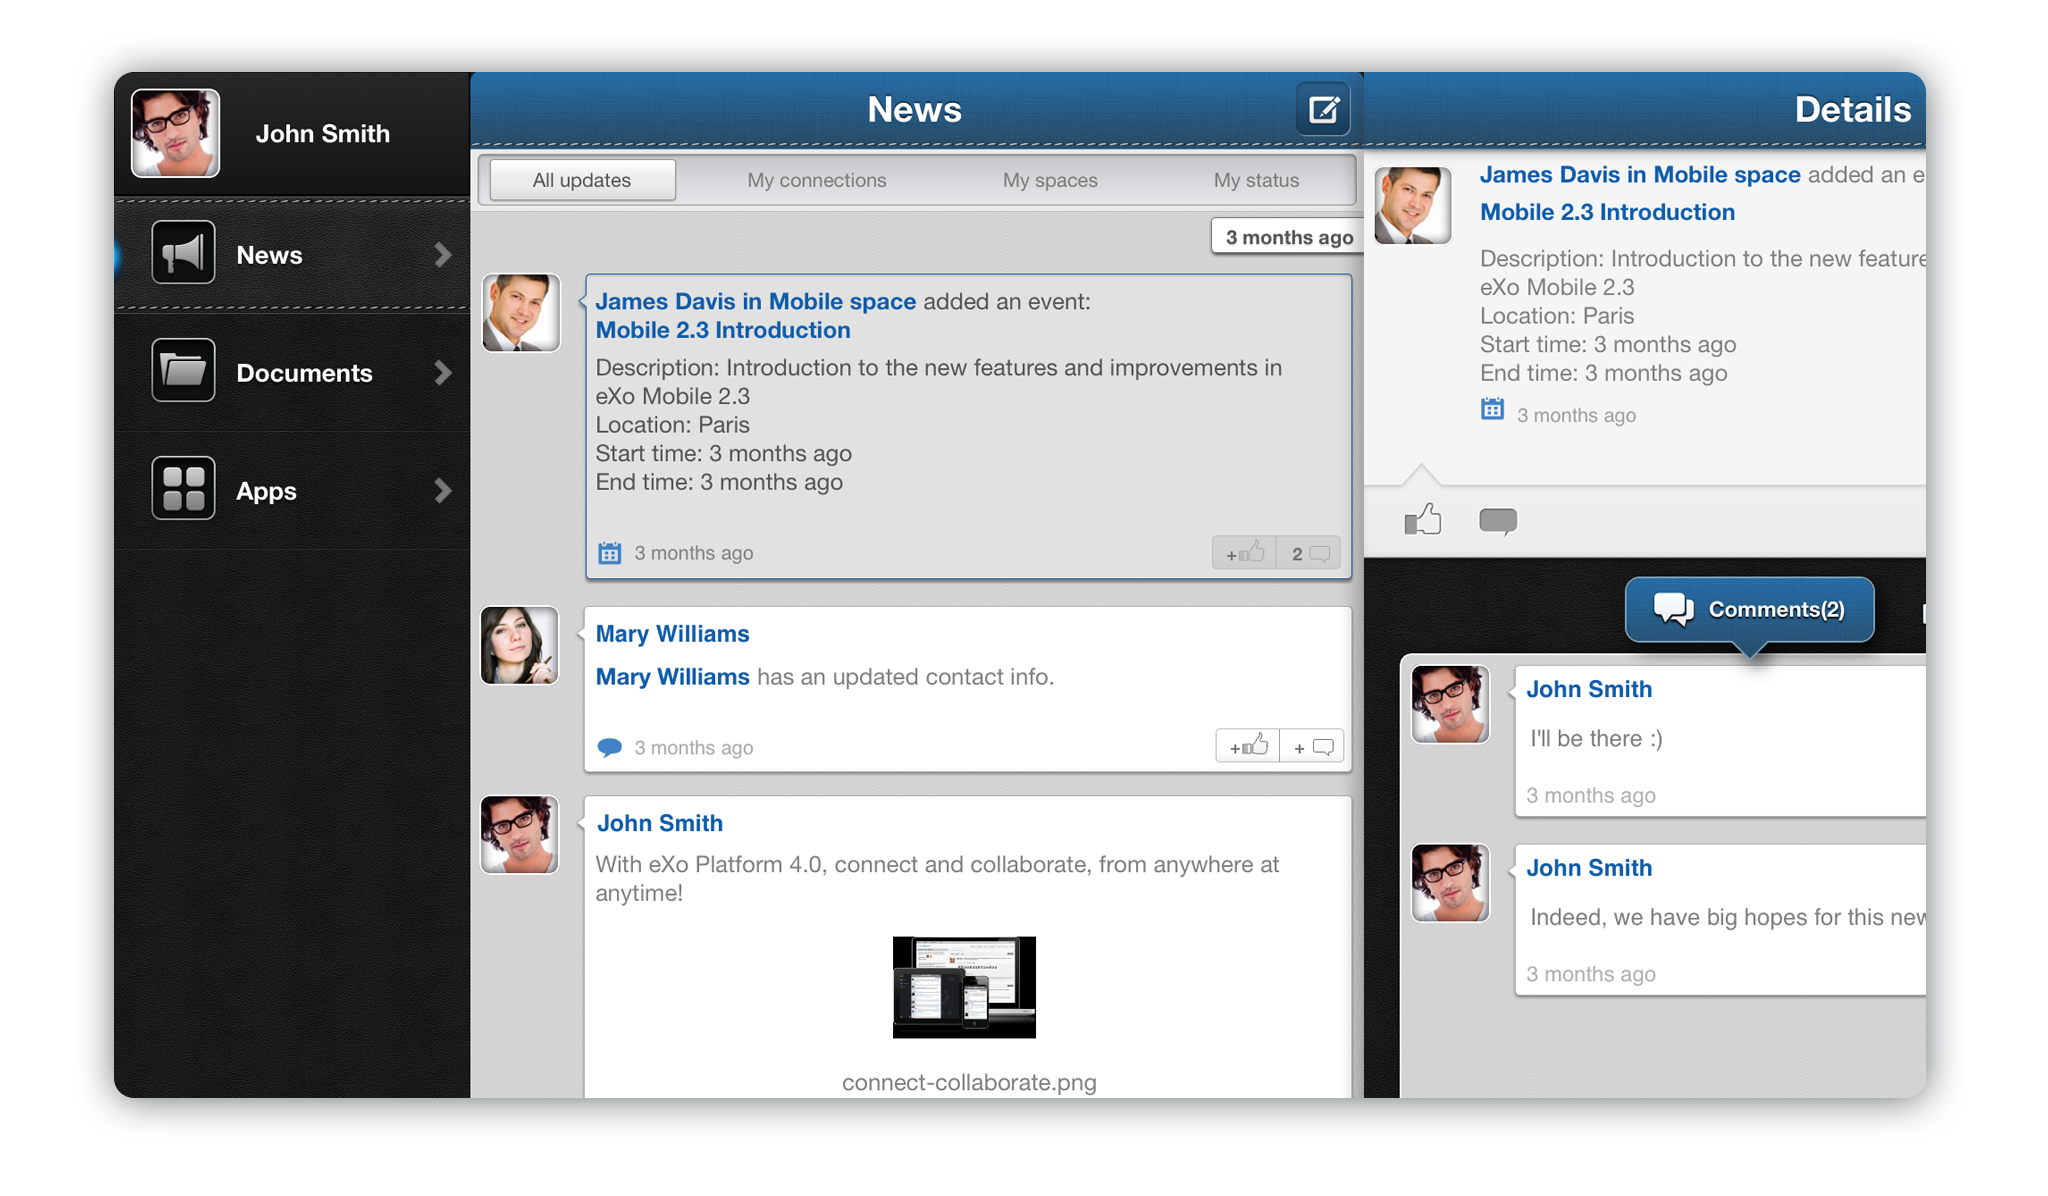 John Smith
News
Documents
Apps
News
All updates
My connections
My spaces
My status
3 months ago
James Davis in Mobile space added an event:
Mobile 2.3 Introduction
Description: Introduction to the new features and improvements in
eXo Mobile 2.3
Location: Paris
Start time: 3 months ago
End time: 3 months ago
3 months ago
+
2
Mary Williams
Mary Williams has an updated contact info.
3 months ago
+
+
John Smith
With eXo Platform 4.0, connect and collaborate, from anywhere at
anytime!
connect-collaborate.png
Details
James Davis in Mobile space added an e
Mobile 2.3 Introduction
Description: Introduction to the new feature
eXo Mobile 2.3
Location: Paris
Start time: 3 months ago
End time: 3 months ago
3 months ago
Comments(2)
John Smith
I'll be there :)
3 months ago
John Smith
Indeed, we have big hopes for this new
3 months ago